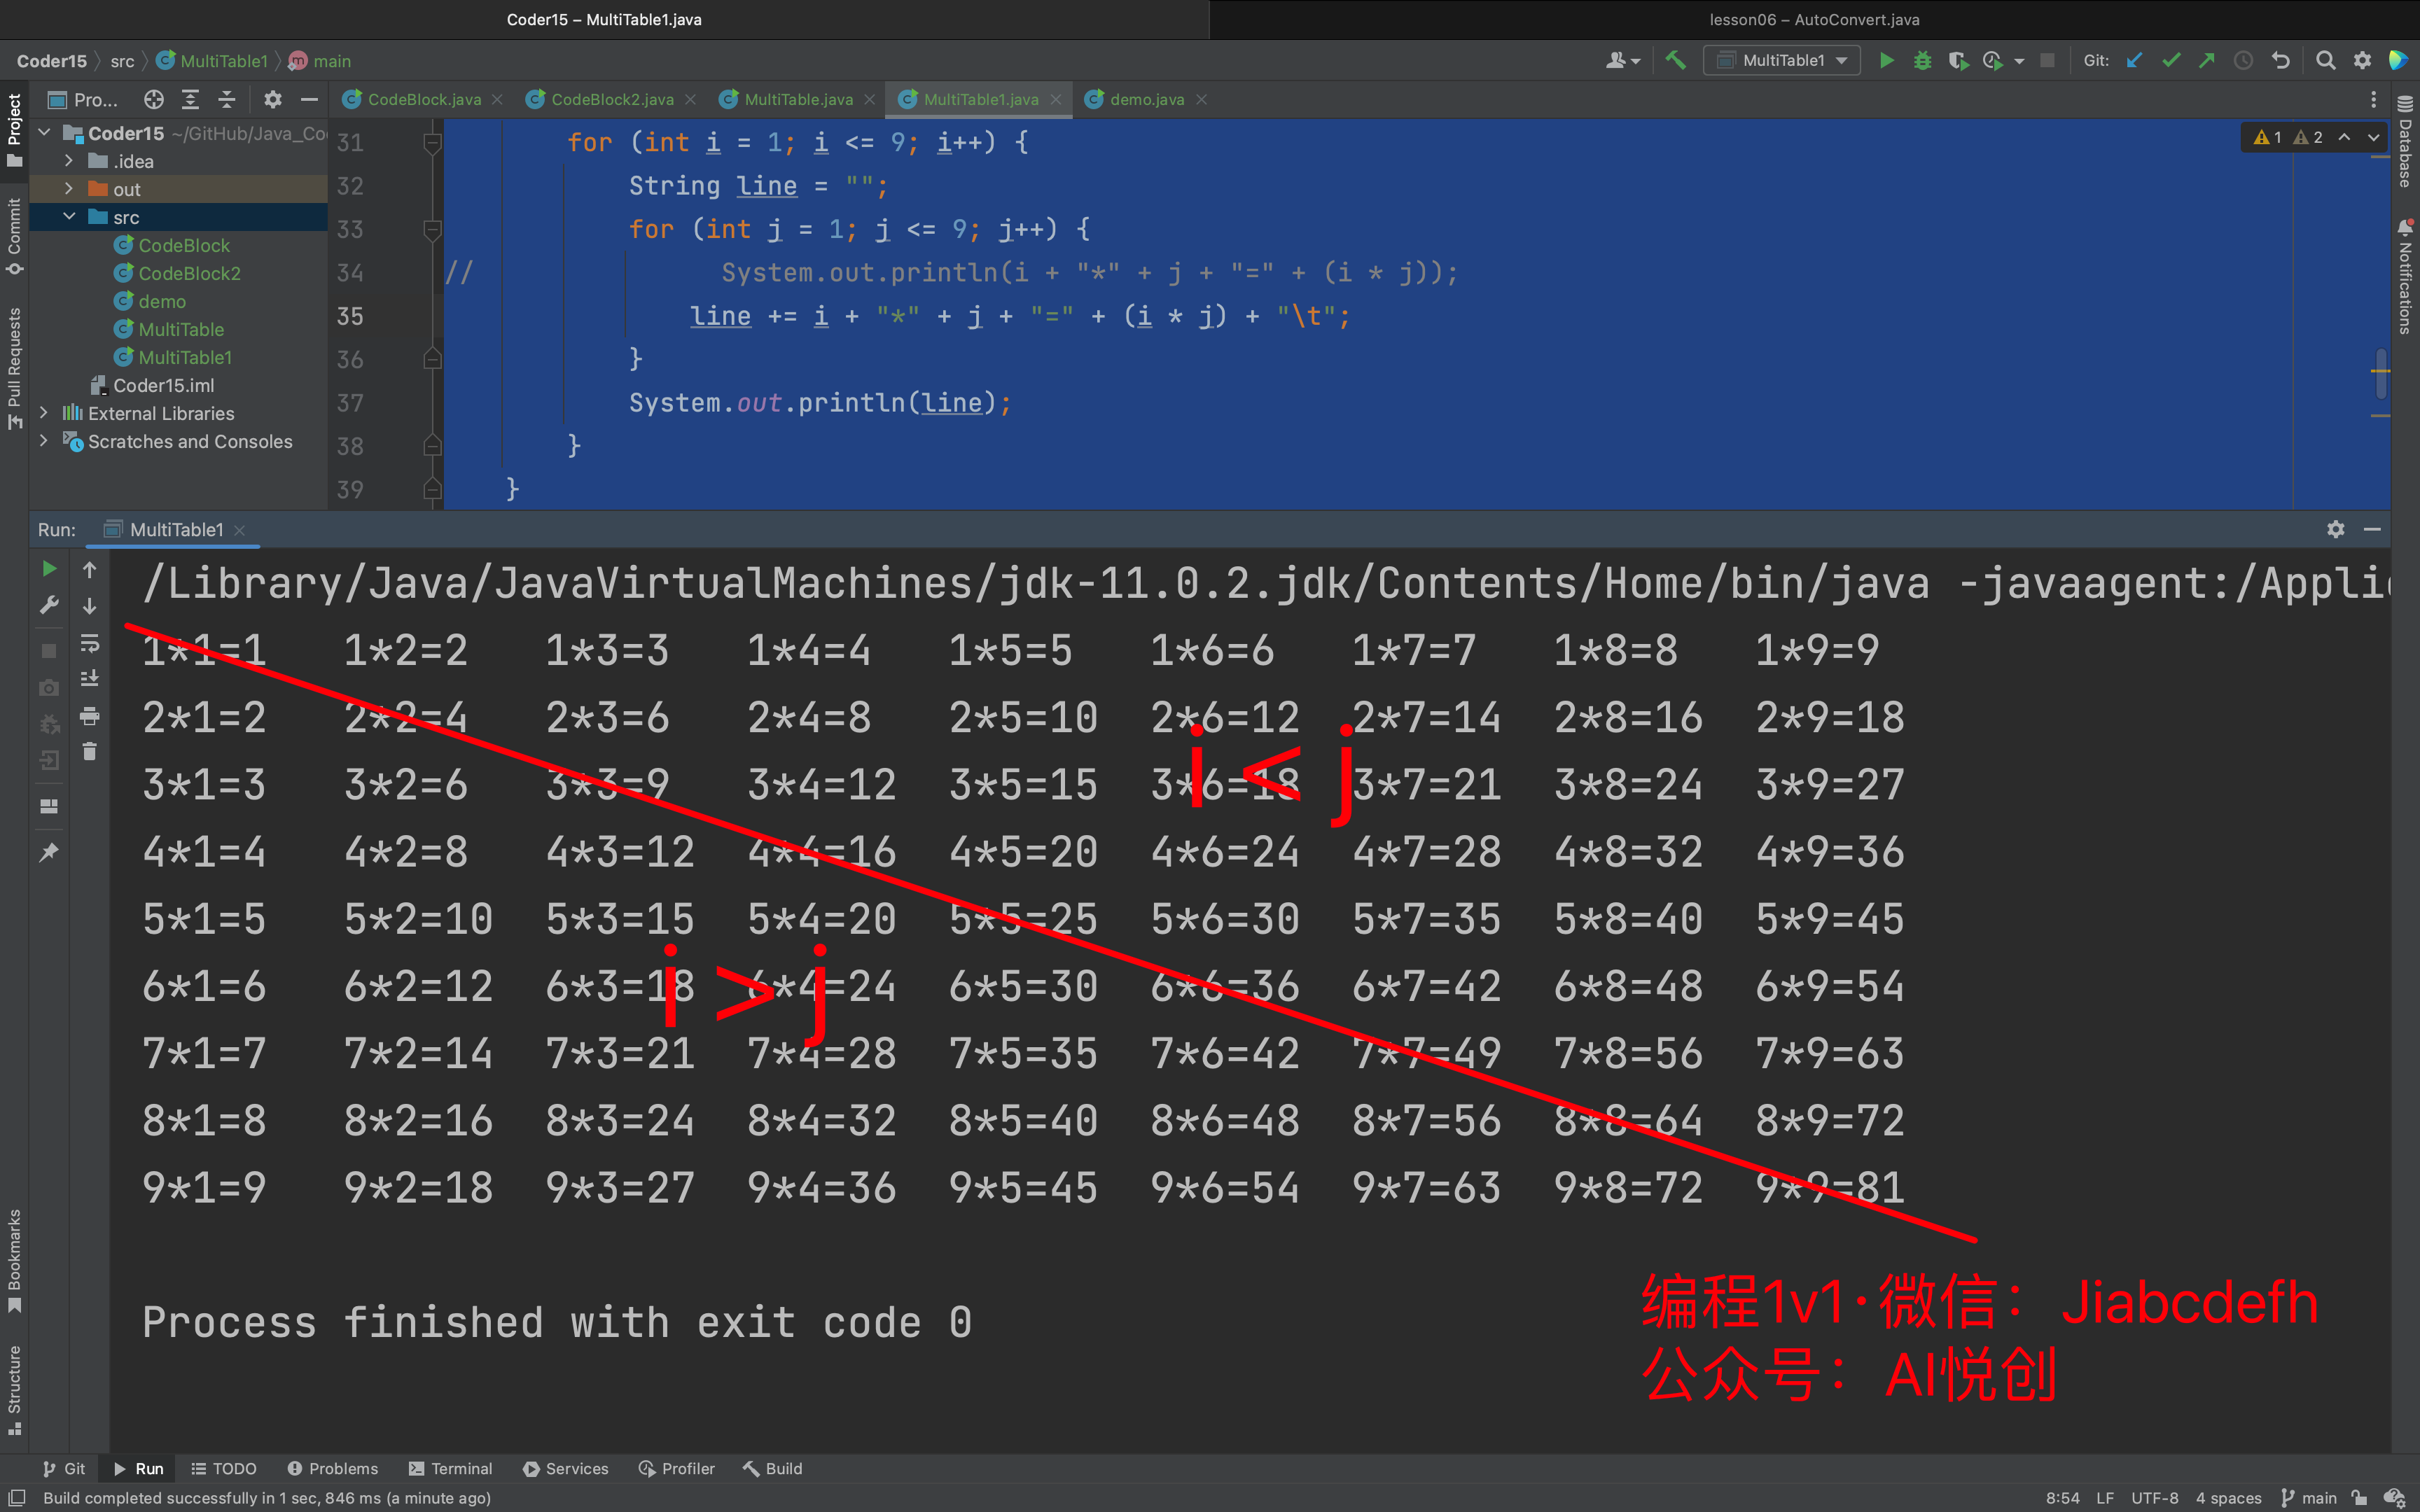 Coder15 – MultiTable1.java
lesson06 – AutoConvert.java
Coder15 src MultiTable1 main
MultiTable1
Git:
Pro...
CodeBlock.java
CodeBlock2.java
MultiTable.java
MultiTable1.java
demo.java
Project
Commit
Pull Requests
Bookmarks
Structure
Database
Notifications
Coder15 ~/GitHub/Java_Co
.idea
out
src
CodeBlock
CodeBlock2
demo
MultiTable
MultiTable1
Coder15.iml
External Libraries
Scratches and Consoles
1 2
31 for (int i = 1; i <= 9; i++) {
32 String line = "";
33 for (int j = 1; j <= 9; j++) {
34 // System.out.println(i + "*" + j + "=" + (i * j));
35 line += i + "*" + j + "=" + (i * j) + "\t";
36 }
37 System.out.println(line);
38 }
39 }
Run: MultiTable1
/Library/Java/JavaVirtualMachines/jdk-11.0.2.jdk/Contents/Home/bin/java -javaagent:/Appli
1*1=1 1*2=2 1*3=3 1*4=4 1*5=5 1*6=6 1*7=7 1*8=8 1*9=9
2*1=2 2*2=4 2*3=6 2*4=8 2*5=10 2*6=12 2*7=14 2*8=16 2*9=18
i < j
3*1=3 3*2=6 3*3=9 3*4=12 3*5=15 3*6=18 3*7=21 3*8=24 3*9=27
4*1=4 4*2=8 4*3=12 4*4=16 4*5=20 4*6=24 4*7=28 4*8=32 4*9=36
5*1=5 5*2=10 5*3=15 5*4=20 5*5=25 5*6=30 5*7=35 5*8=40 5*9=45
i > j
6*1=6 6*2=12 6*3=18 6*4=24 6*5=30 6*6=36 6*7=42 6*8=48 6*9=54
7*1=7 7*2=14 7*3=21 7*4=28 7*5=35 7*6=42 7*7=49 7*8=56 7*9=63
8*1=8 8*2=16 8*3=24 8*4=32 8*5=40 8*6=48 8*7=56 8*8=64 8*9=72
9*1=9 9*2=18 9*3=27 9*4=36 9*5=45 9*6=54 9*7=63 9*8=72 9*9=81
Process finished with exit code 0
编程1v1·微信：Jiabcdefh
公众号：AI悦创
Git Run TODO Problems Terminal Services Profiler Build
Build completed successfully in 1 sec, 846 ms (a minute ago)
8:54 LF UTF-8 4 spaces main